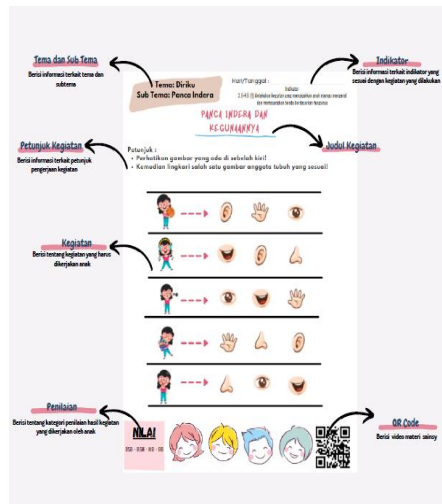 Tema dan Sub Tema
Berisi informasi terkait tema dan
subtema
Indikator
Berisi informasi terkait indikator yang
sesuai dengan kegiatan yang dilakukan
Tema: Diriku
Sub Tema: Panca Indera
Hari/Tanggal :
Indikator
PANCA INDERA DAN
KEGUNAANNYA
Judul Kegiatan
Petunjuk Kegiatan
Berisi informasi terkait petunjuk
pengerjaan kegiatan
Petunjuk :
• Perhatikan gambar yang ada di sebelah kiri!
• Kemudian lingkari salah satu gambar anggota tubuh yang sesuai!
Kegiatan
Berisi tentang kegiatan yang harus
dikerjakan anak
Penilaian
Berisi tentang kategori penilaian hasil kegiatan
yang dikerjakan oleh anak
NILAI
QR Code
Berisi video materi sainsy